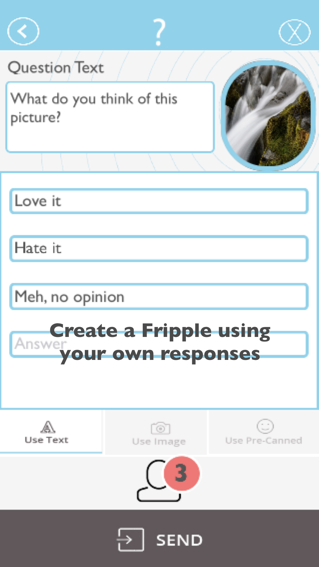 ?
X
Question Text
What do you think of this
picture?
Love it
Hate it
Meh, no opinion
Answer
Create a Fripple using
your own responses
Use Text
Use Image
Use Pre-Canned
3
SEND